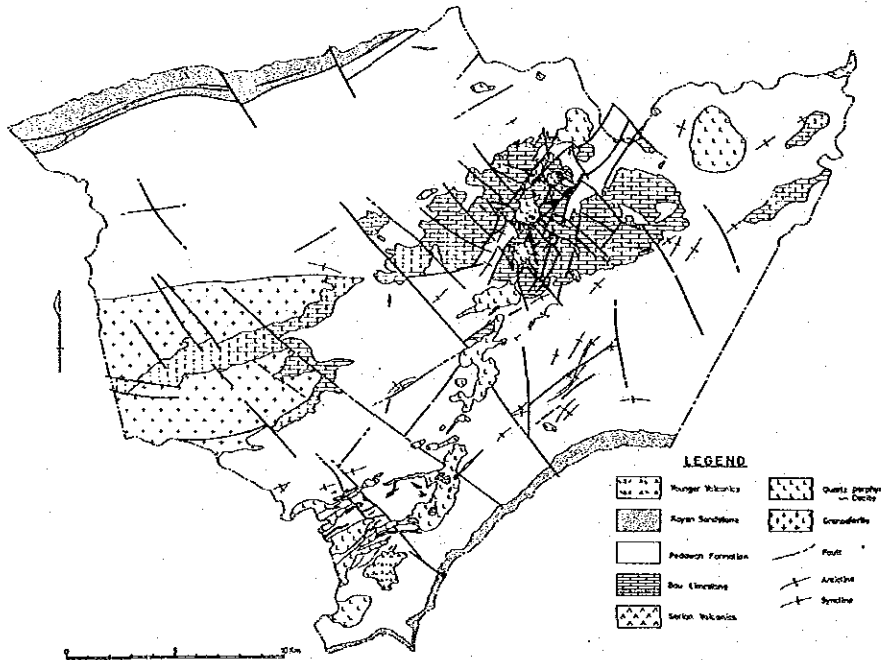 LEGEND
Younger Volcanics
Kayan Sandstone
Pedawan Formation
Bau Limestone
Serian Volcanics
Quartz porphyry
Dacite
Granodiorite
Fault
Anticline
Syncline
0 5 10 Km